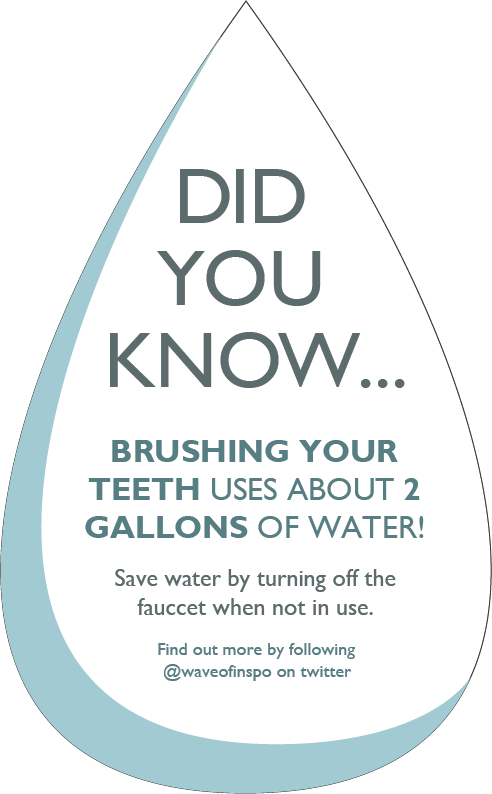 DID
YOU
KNOW...
BRUSHING YOUR
TEETH USES ABOUT 2
GALLONS OF WATER!
Save water by turning off the
fauccet when not in use.
Find out more by following
@waveofinspo on twitter